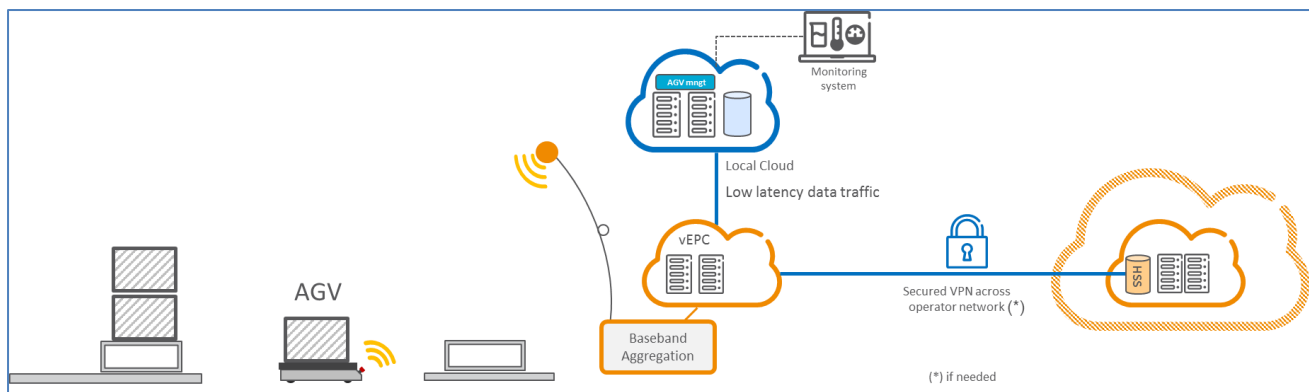 Monitoring
system
AGV mngt
Local Cloud
Low latency data traffic
vEPC
HSS
Secured VPN across
operator network (*)
AGV
Baseband
Aggregation
(*) if needed